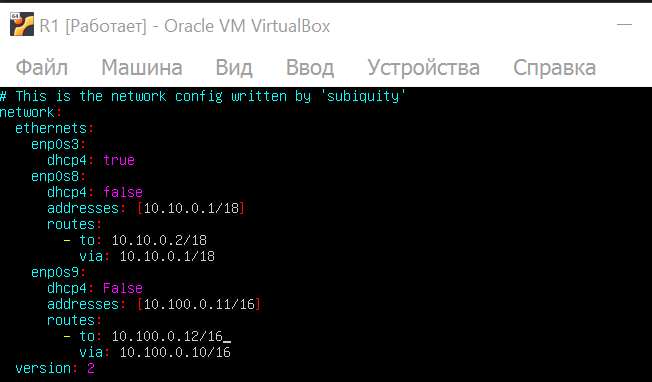 R1 [Работает] - Oracle VM VirtualBox
Файл Машина Вид Ввод Устройства Справка
# This is the network config written by 'subiquity'
network:
  ethernets:
    enp0s3:
      dhcp4: true
    enp0s8:
      dhcp4: false
      addresses: [10.10.0.1/18]
      routes:
        - to: 10.10.0.2/18
          via: 10.10.0.1/18
    enp0s9:
      dhcp4: False
      addresses: [10.100.0.11/16]
      routes:
        - to: 10.100.0.12/16_
          via: 10.100.0.10/16
  version: 2